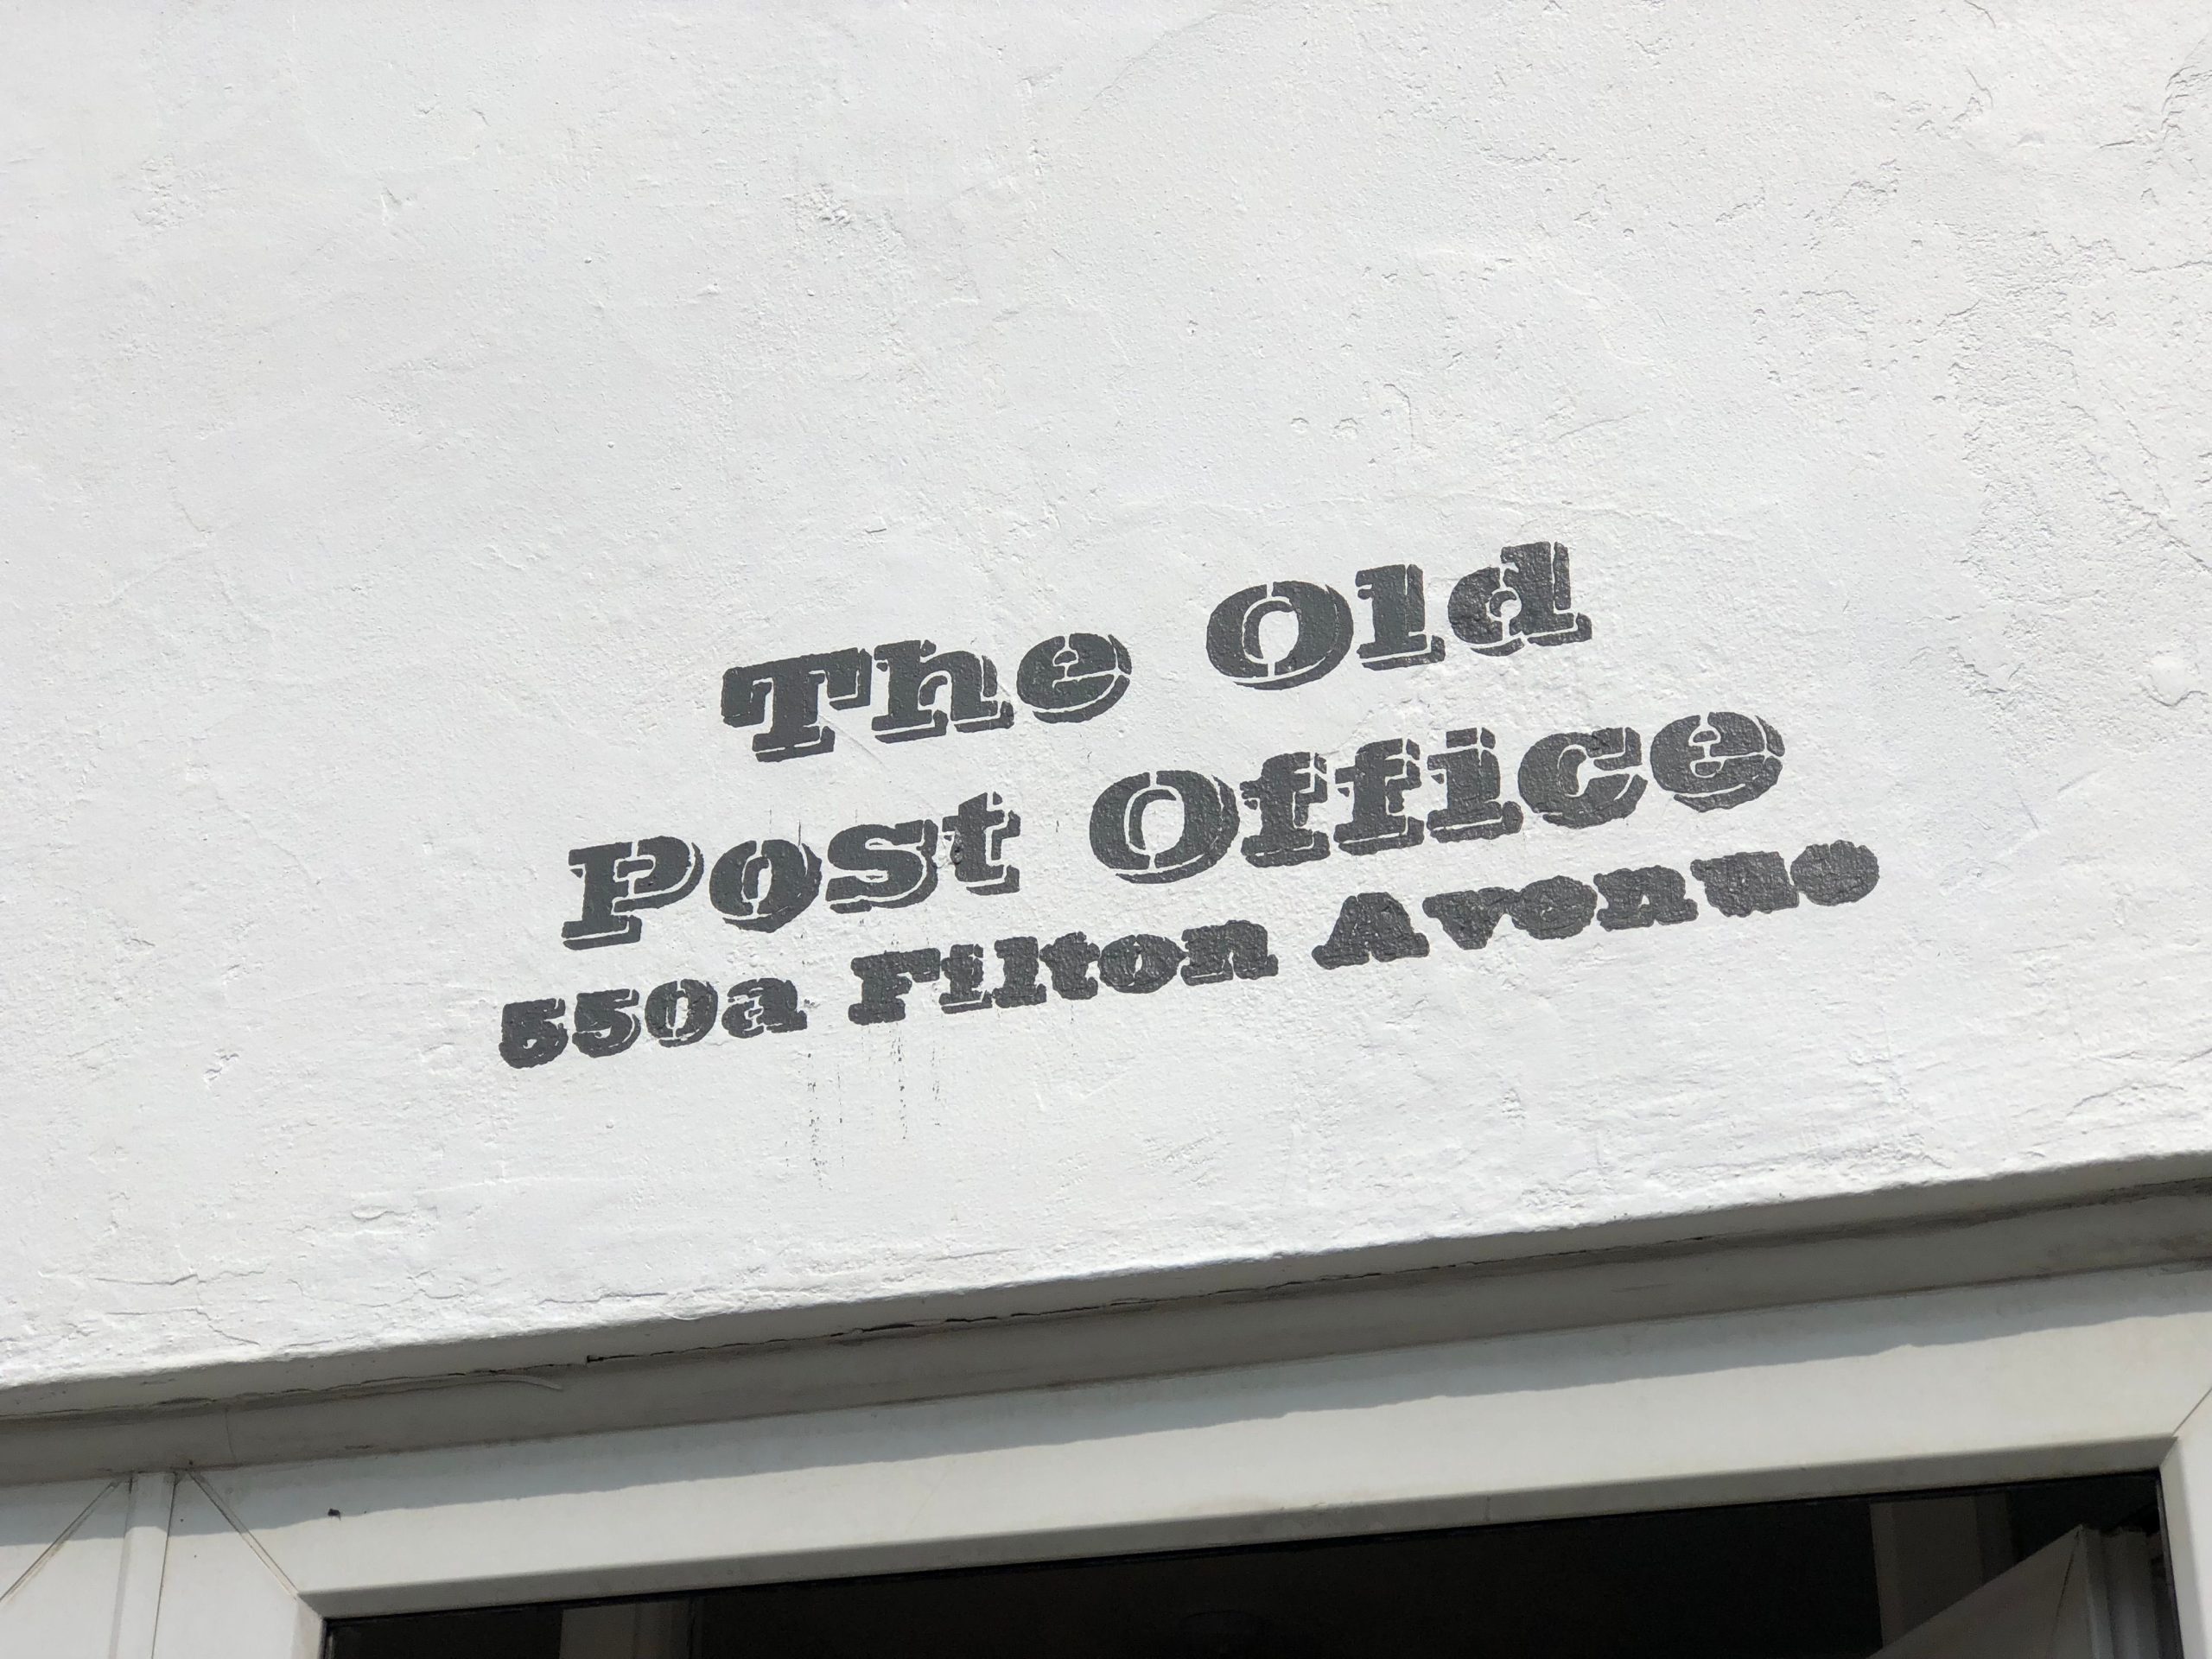 The Old
Post Office
550a Filton Avenue